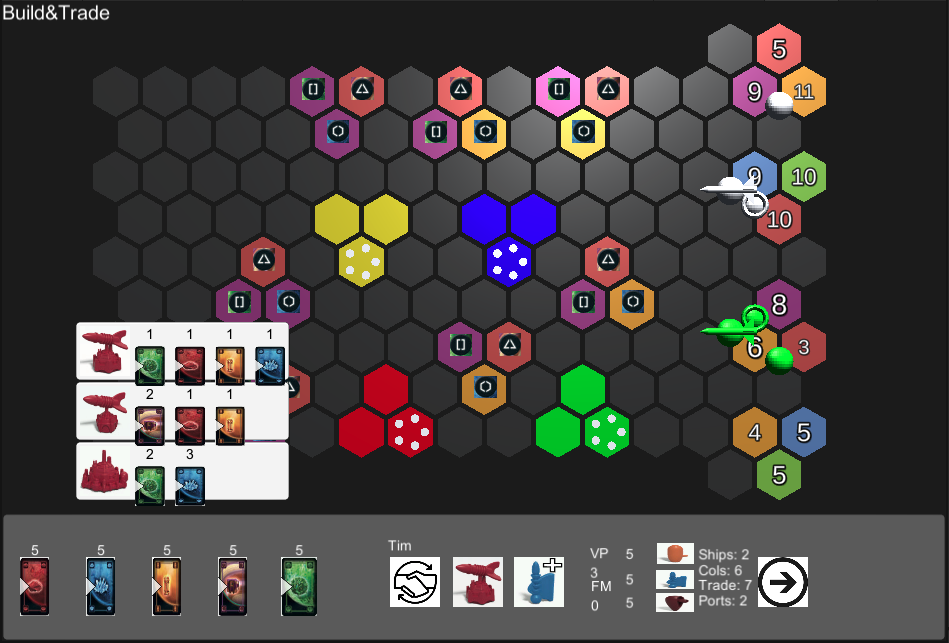 Build&Trade
5
9
11
9
10
10
8
6
3
4
5
5
1 1 1 1
2 1 1
2 3
5 5 5 5 5
Tim
VP 5
3
FM 5
0 5
Ships: 2
Cols: 6
Trade: 7
Ports: 2